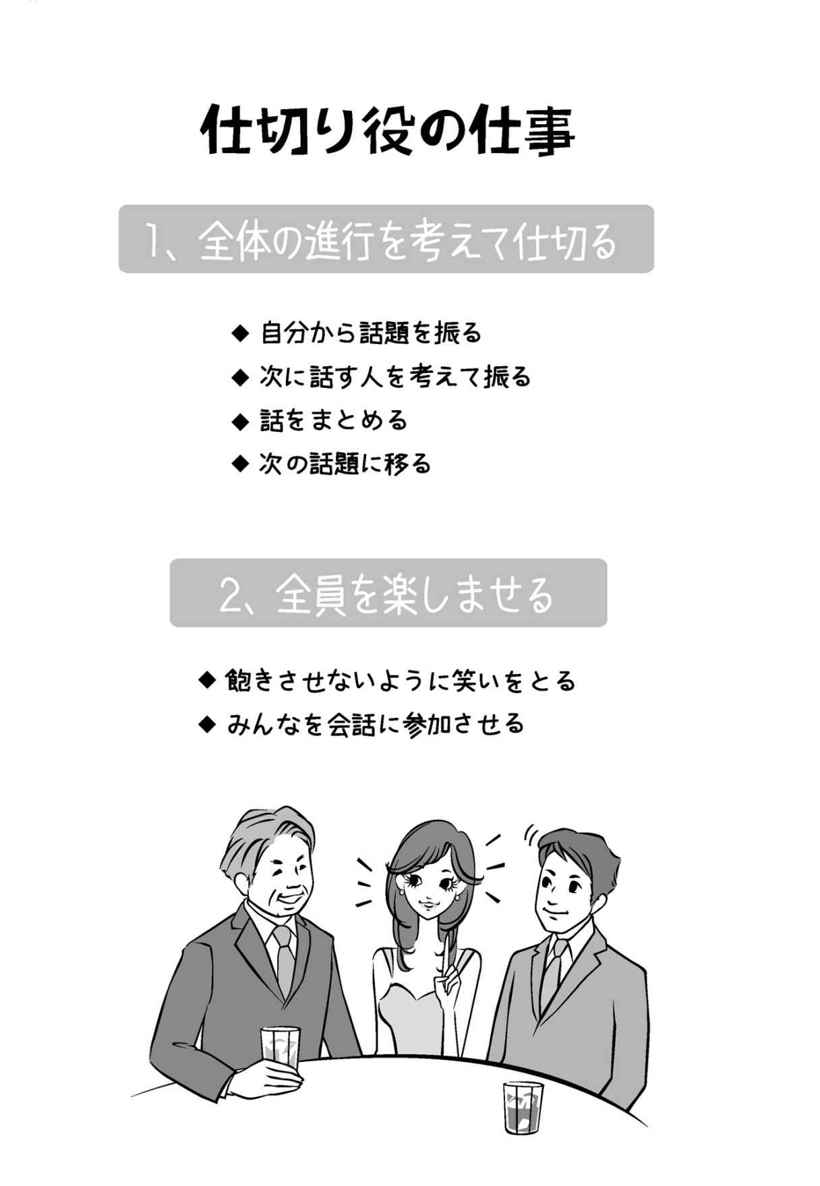 仕切り役の仕事
1、全体の進行を考えて仕切る
◆ 自分から話題を振る
◆ 次に話す人を考えて振る
◆ 話をまとめる
◆ 次の話題に移る
2、全員を楽しませる
◆ 飽きさせないように笑いをとる
◆ みんなを会話に参加させる